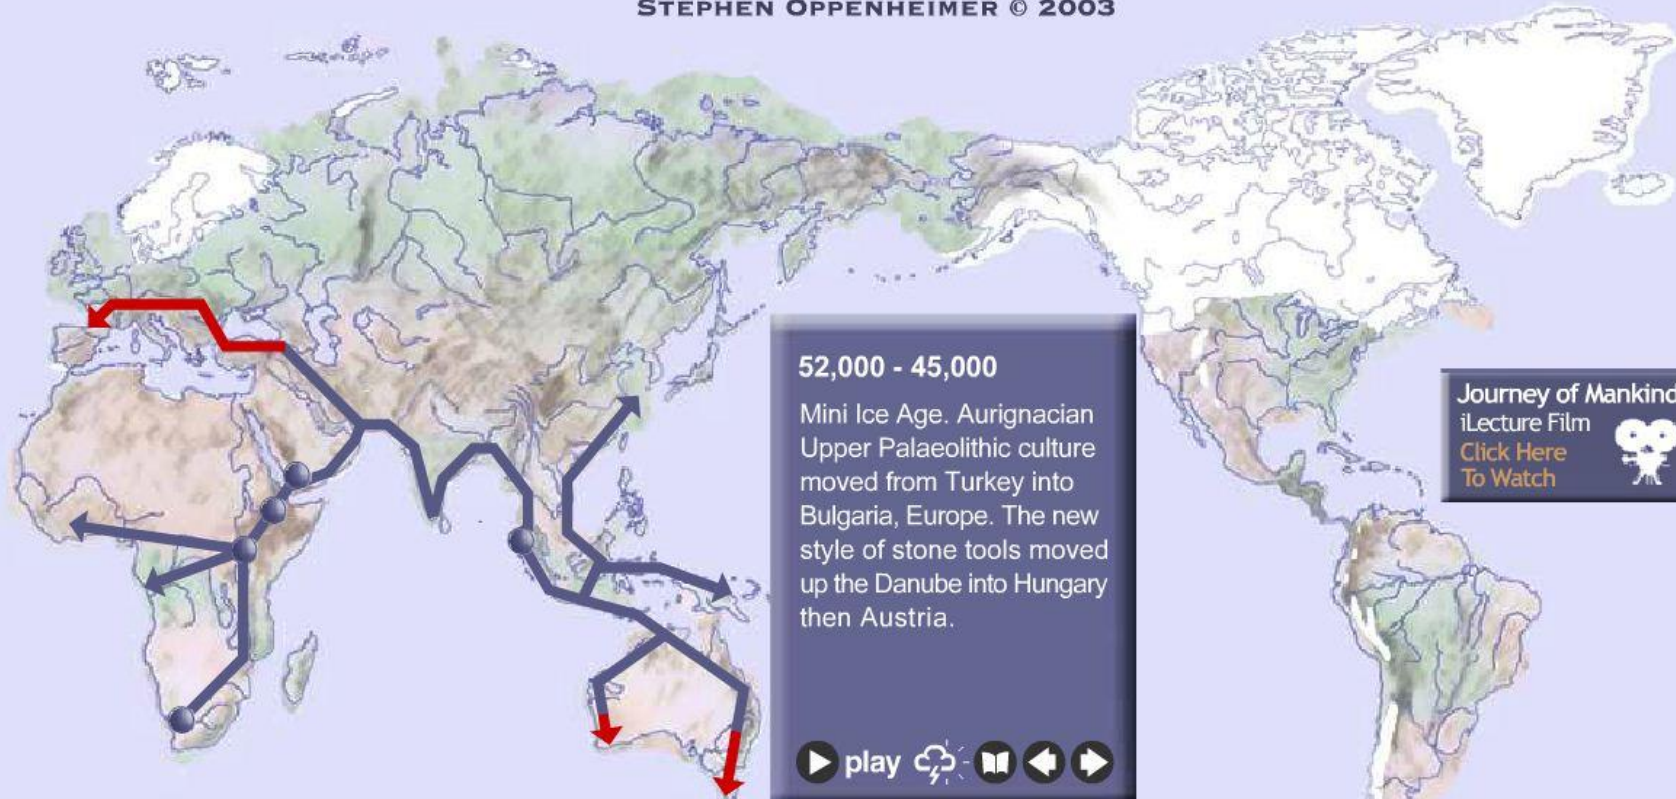 STEPHEN OPPENHEIMER © 2003
52,000 - 45,000
Mini Ice Age. Aurignacian
Upper Palaeolithic culture
moved from Turkey into
Bulgaria, Europe. The new
style of stone tools moved
up the Danube into Hungary
then Austria.
play
Journey of Mankind
iLecture Film
Click Here
To Watch